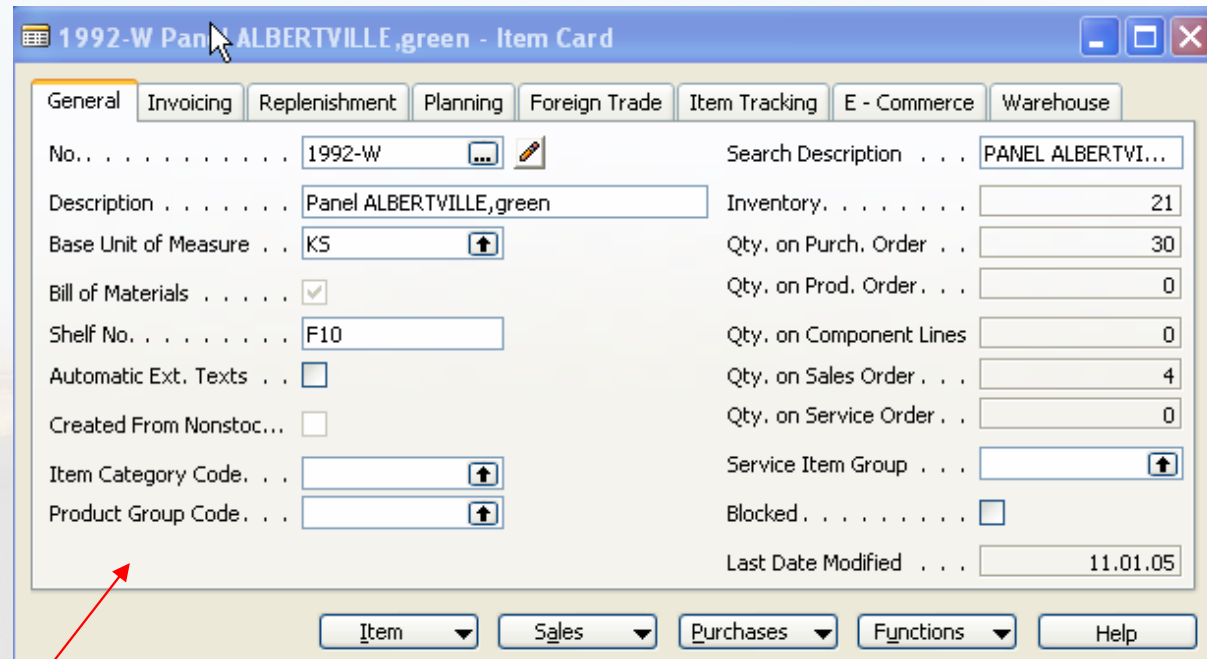 1992-W Pan ALBERTVILLE,green - Item Card
General Invoicing Replenishment Planning Foreign Trade Item Tracking E - Commerce Warehouse
No.. . . . . . . . . . . 1992-W ...
Description . . . . . . . Panel ALBERTVILLE,green
Base Unit of Measure . . KS
Bill of Materials . . . . .
Shelf No. . . . . . . . . F10
Automatic Ext. Texts . .
Created From Nonstoc...
Item Category Code. . .
Product Group Code. . .
Search Description . . . PANEL ALBERTVI...
Inventory. . . . . . . . 21
Qty. on Purch. Order . . 30
Qty. on Prod. Order. . . 0
Qty. on Component Lines 0
Qty. on Sales Order. . . 4
Qty. on Service Order. . 0
Service Item Group . . .
Blocked. . . . . . . . .
Last Date Modified . . . 11.01.05
Item Sales Purchases Functions Help